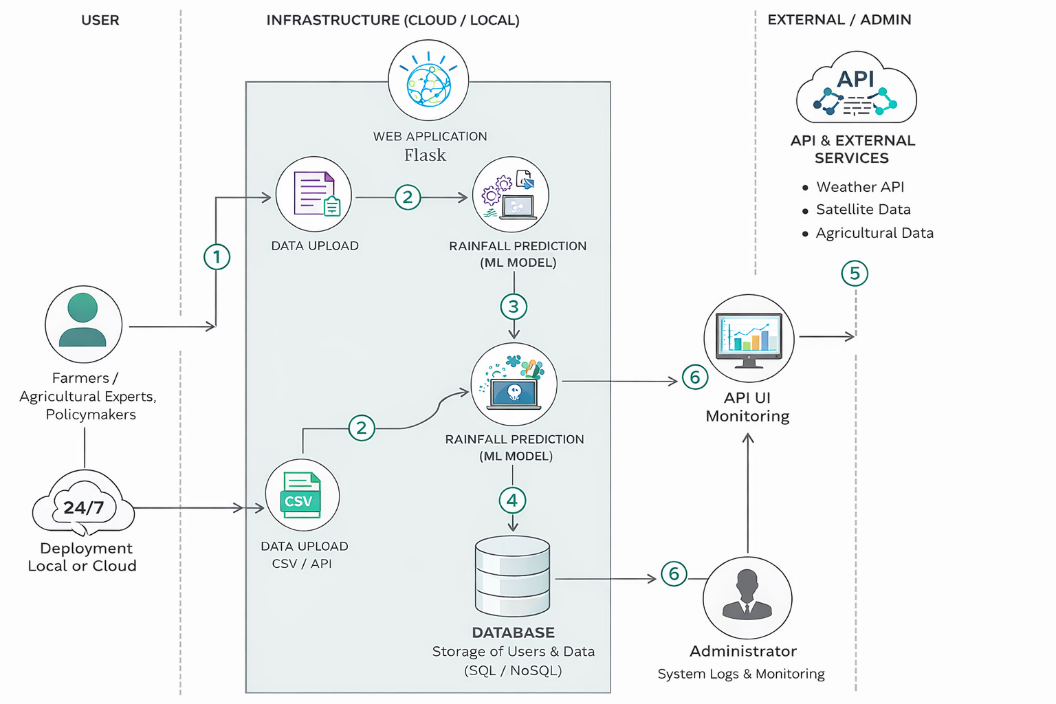 USER
INFRASTRUCTURE (CLOUD / LOCAL)
EXTERNAL / ADMIN
API
WEB APPLICATION
Flask
API & EXTERNAL
SERVICES
• Weather API
• Satellite Data
• Agricultural Data
2
DATA UPLOAD
RAINFALL PREDICTION
(ML MODEL)
1
5
3
Farmers /
Agricultural Experts,
Policymakers
6
API UI
Monitoring
2
RAINFALL PREDICTION
(ML MODEL)
24/7
CSV
4
Deployment
Local or Cloud
DATA UPLOAD
CSV / API
6
DATABASE
Storage of Users & Data
(SQL / NoSQL)
Administrator
System Logs & Monitoring